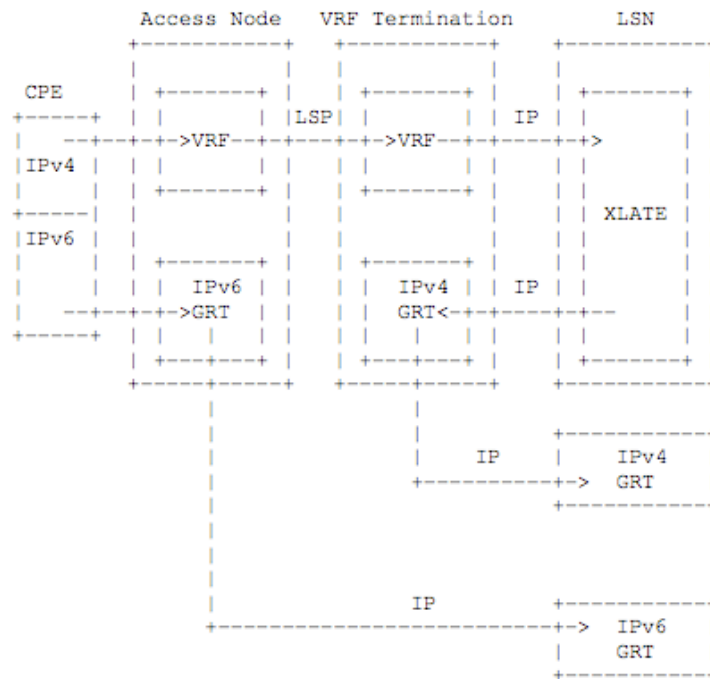 Access Node VRF Termination LSN
CPE
LSP IP
->VRF ->VRF >
IPv4
XLATE
IPv6
IPv6 IPv4 IP
->GRT GRT<-
IP IPv4
-> GRT
IP
-> IPv6
GRT